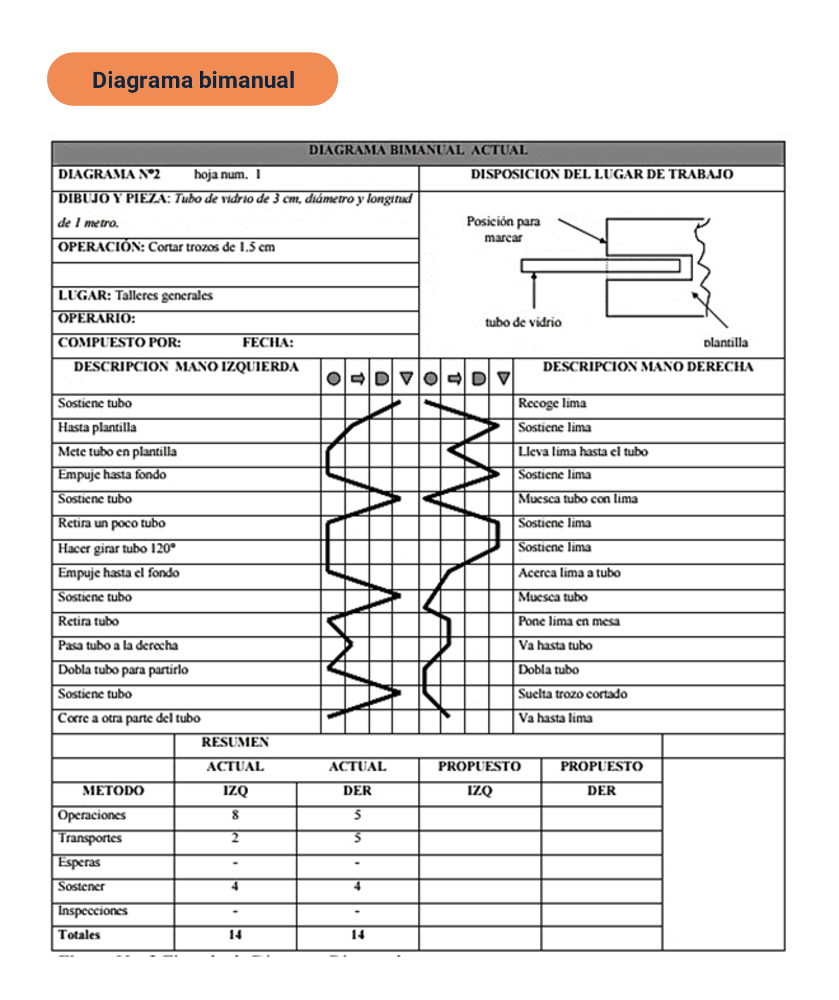 Diagrama bimanual
DIAGRAMA BIMANUAL ACTUAL
DIAGRAMA Nº2 hoja num. 1
DISPOSICION DEL LUGAR DE TRABAJO
DIBUJO Y PIEZA: Tubo de vidrio de 3 cm, diámetro y longitud
de 1 metro.
OPERACIÓN: Cortar trozos de 1.5 cm
LUGAR: Talleres generales
OPERARIO:
COMPUESTO POR: FECHA:
Posición para
marcar
tubo de vidrio
plantilla
DESCRIPCION MANO IZQUIERDA DESCRIPCION MANO DERECHA
Sostiene tubo Recoge lima
Hasta plantilla Sostiene lima
Mete tubo en plantilla Lleva lima hasta el tubo
Empuje hasta fondo Sostiene lima
Sostiene tubo Muesca tubo con lima
Retira un poco tubo Sostiene lima
Hacer girar tubo 120º Sostiene lima
Empuje hasta el fondo Acerca lima a tubo
Sostiene tubo Muesca tubo
Retira tubo Pone lima en mesa
Pasa tubo a la derecha Va hasta tubo
Dobla tubo para partirlo Dobla tubo
Sostiene tubo Suelta trozo cortado
Corre a otra parte del tubo Va hasta lima
RESUMEN
ACTUAL ACTUAL PROPUESTO PROPUESTO
METODO IZQ DER IZQ DER
Operaciones 8 5
Transportes 2 5
Esperas - -
Sostener 4 4
Inspecciones - -
Totales 14 14